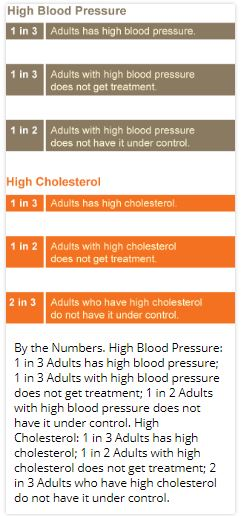 High Blood Pressure
1 in 3 Adults has high blood pressure.
1 in 3 Adults with high blood pressure
does not get treatment.
1 in 2 Adults with high blood pressure
does not have it under control.
High Cholesterol
1 in 3 Adults has high cholesterol.
1 in 2 Adults with high cholesterol
does not get treatment.
2 in 3 Adults who have high cholesterol
do not have it under control.
By the Numbers. High Blood Pressure:
1 in 3 Adults has high blood pressure;
1 in 3 Adults with high blood pressure
does not get treatment; 1 in 2 Adults
with high blood pressure does not
have it under control. High
Cholesterol: 1 in 3 Adults has high
cholesterol; 1 in 2 Adults with high
cholesterol does not get treatment; 2
in 3 Adults who have high cholesterol
do not have it under control.